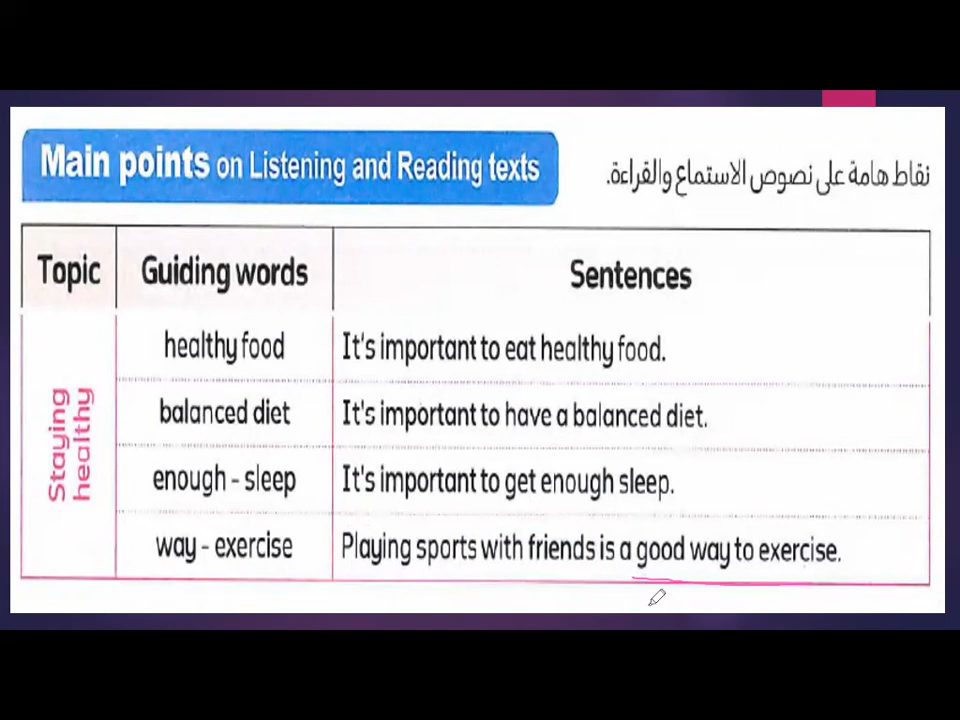 Main points on Listening and Reading texts
نقاط هامة على نصوص الاستماع والقراءة.
Topic Guiding words Sentences
Staying healthy
healthy food It's important to eat healthy food.
balanced diet It's important to have a balanced diet.
enough - sleep It's important to get enough sleep.
way - exercise Playing sports with friends is a good way to exercise.